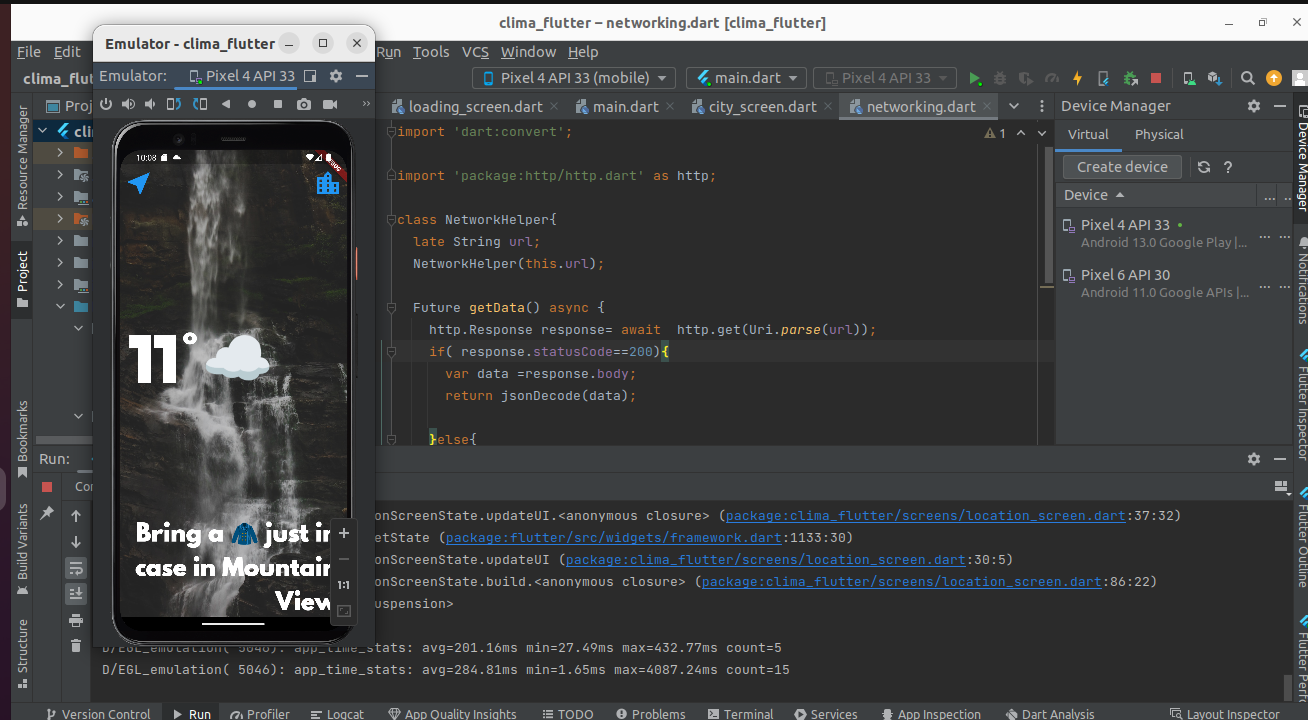 clima_flutter – networking.dart [clima_flutter]
File Edit Run Tools VCS Window Help
Emulator - clima_flutter
Emulator: Pixel 4 API 33
clima_flut
Pixel 4 API 33 (mobile) main.dart Pixel 4 API 33
Proj
loading_screen.dart main.dart city_screen.dart networking.dart
Device Manager
Virtual Physical
Create device ?
Device
Pixel 4 API 33
Android 13.0 Google Play |...
Pixel 6 API 30
Android 11.0 Google APIs |...
Resource Manager
Project
Bookmarks
Build Variants
Structure
cli
10:08
11°
Bring a just in
case in Mountain
View
1:1
1
import 'dart:convert';
import 'package:http/http.dart' as http;
class NetworkHelper{
late String url;
NetworkHelper(this.url);
Future getData() async {
http.Response response= await http.get(Uri.parse(url));
if( response.statusCode==200){
var data =response.body;
return jsonDecode(data);
}else{
Device Manager
Notifications
Flutter Inspector
Flutter Outline
Flutter Perfo
Run:
Co
onScreenState.updateUI.<anonymous closure> (package:clima_flutter/screens/location_screen.dart:37:32)
etState (package:flutter/src/widgets/framework.dart:1133:30)
onScreenState.updateUI (package:clima_flutter/screens/location_screen.dart:30:5)
onScreenState.build.<anonymous closure> (package:clima_flutter/screens/location_screen.dart:86:22)
uspension>
D/EGL_emulation( 5046): app_time_stats: avg=201.16ms min=27.49ms max=432.77ms count=5
D/EGL_emulation( 5046): app_time_stats: avg=284.81ms min=1.65ms max=4087.24ms count=15
Version Control Run Profiler Logcat App Quality Insights TODO Problems Terminal Services App Inspection Dart Analysis Layout Inspector